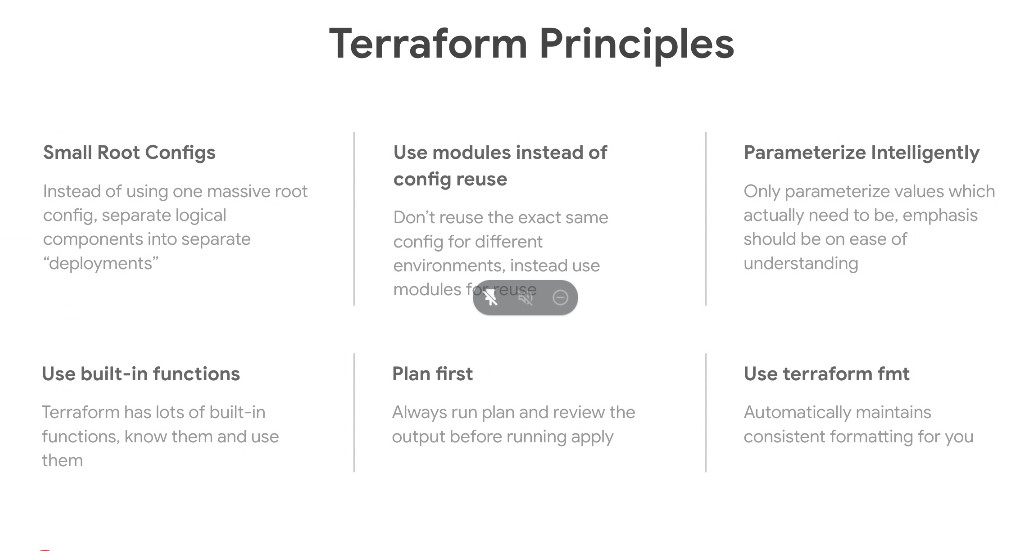 Terraform Principles
Small Root Configs
Instead of using one massive root
config, separate logical
components into separate
“deployments”
Use modules instead of
config reuse
Don’t reuse the exact same
config for different
environments, instead use
modules for reuse
Parameterize Intelligently
Only parameterize values which
actually need to be, emphasis
should be on ease of
understanding
Use built-in functions
Terraform has lots of built-in
functions, know them and use
them
Plan first
Always run plan and review the
output before running apply
Use terraform fmt
Automatically maintains
consistent formatting for you